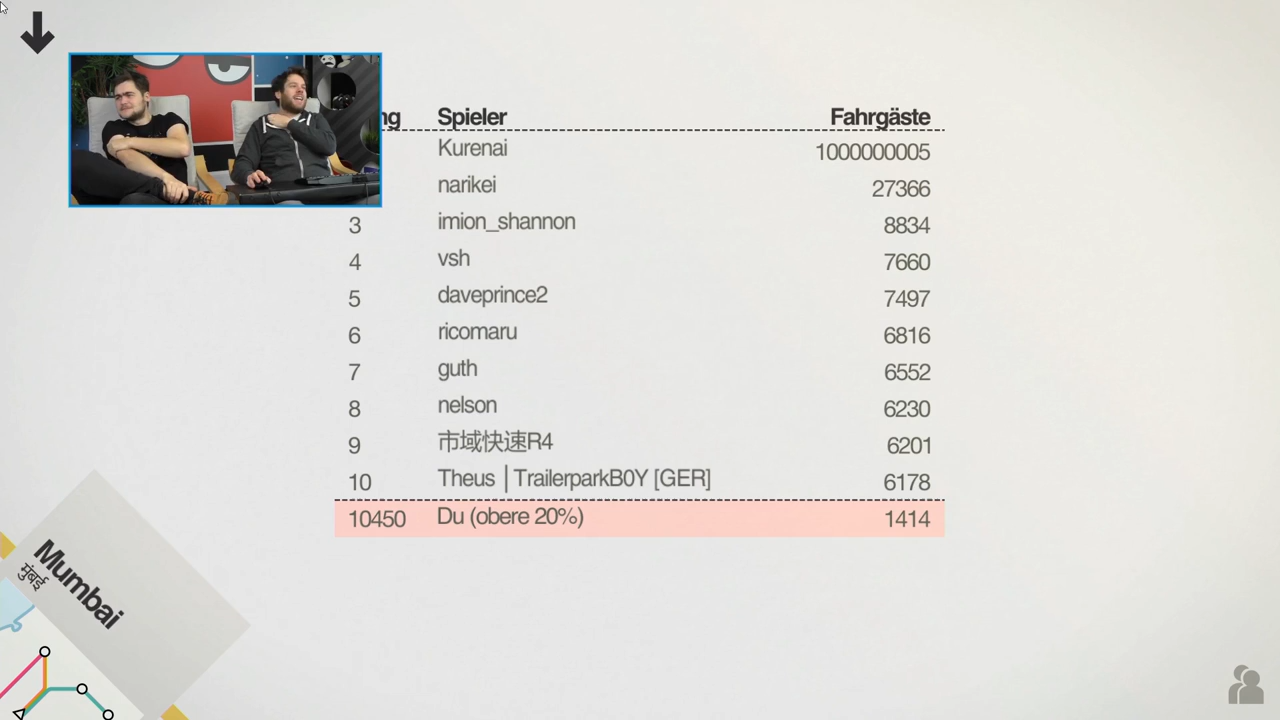 ng Spieler Fahrgäste
Kurenai 1000000005
narikei 27366
3 imion_shannon 8834
4 vsh 7660
5 daveprince2 7497
6 ricomaru 6816
7 guth 6552
8 nelson 6230
9 市域快速R4 6201
10 Theus | TrailerparkB0Y [GER] 6178
10450 Du (obere 20%) 1414
Mumbai
मुंबई